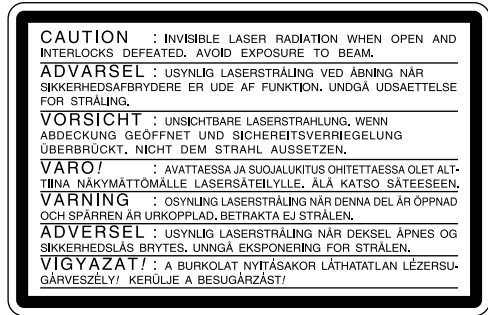 CAUTION : INVISIBLE LASER RADIATION WHEN OPEN AND
INTERLOCKS DEFEATED. AVOID EXPOSURE TO BEAM.
ADVARSEL : USYNLIG LASERSTRÅLING VED ÅBNING NÅR
SIKKERHEDSAFBRYDERE ER UDE AF FUNKTION. UNDGÅ UDSAETTELSE
FOR STRÅLING.
VORSICHT : UNSICHTBARE LASERSTRAHLUNG. WENN
ABDECKUNG GEÖFFNET UND SICHEREITSVERRIEGELUNG
ÜBERBRÜCKT. NICHT DEM STRAHL AUSSETZEN.
VARO! : AVATTAESSA JA SUOJALUKITUS OHITETTAESSA OLET ALT-
TIINA NÄKYMÄTTÖMÄLLE LASERSÄTEILYLLE. ÄLÄ KATSO SÄTEESEEN.
VARNING : OSYNLING LASERSTRÅLING NÄR DENNA DEL ÄR ÖPPNAD
OCH SPÄRREN ÄR URKOPPLAD. BETRAKTA EJ STRÅLEN.
ADVERSEL : USYNLIG LASERSTRÅLING NÅR DEKSEL ÅPNES OG
SIKKERHEDSLÅS BRYTES. UNNGÅ EKSPONERING FOR STRÅLEN.
VIGYAZAT! : A BURKOLAT NYITÁSAKOR LÁTHATATLAN LÉZERSU-
GÁRVESZÉLY! KERÜLJE A BESUGÁRZÁST!